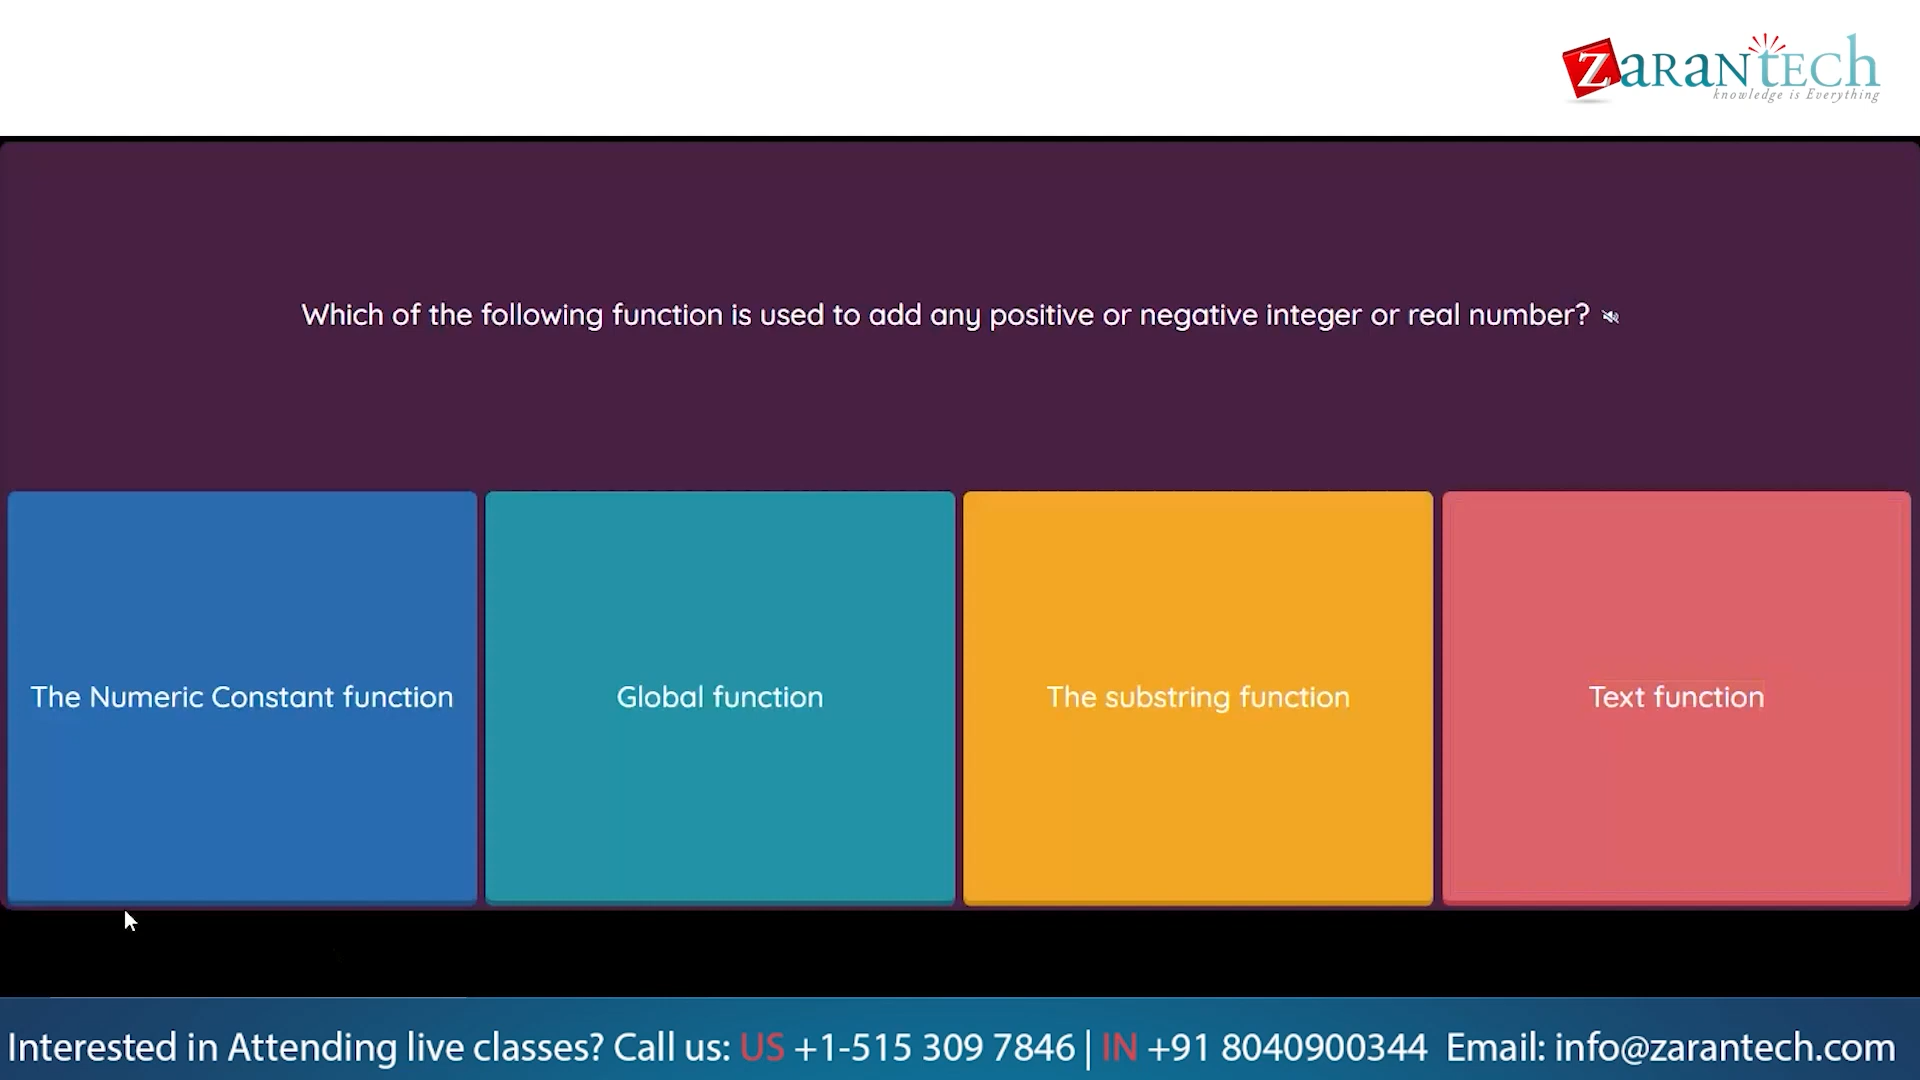 ZaranTech
knowledge is Everything
Which of the following function is used to add any positive or negative integer or real number?
The Numeric Constant function
Global function
The substring function
Text function
Interested in Attending live classes? Call us: US +1-515 309 7846 | IN +91 8040900344 Email: info@zarantech.com